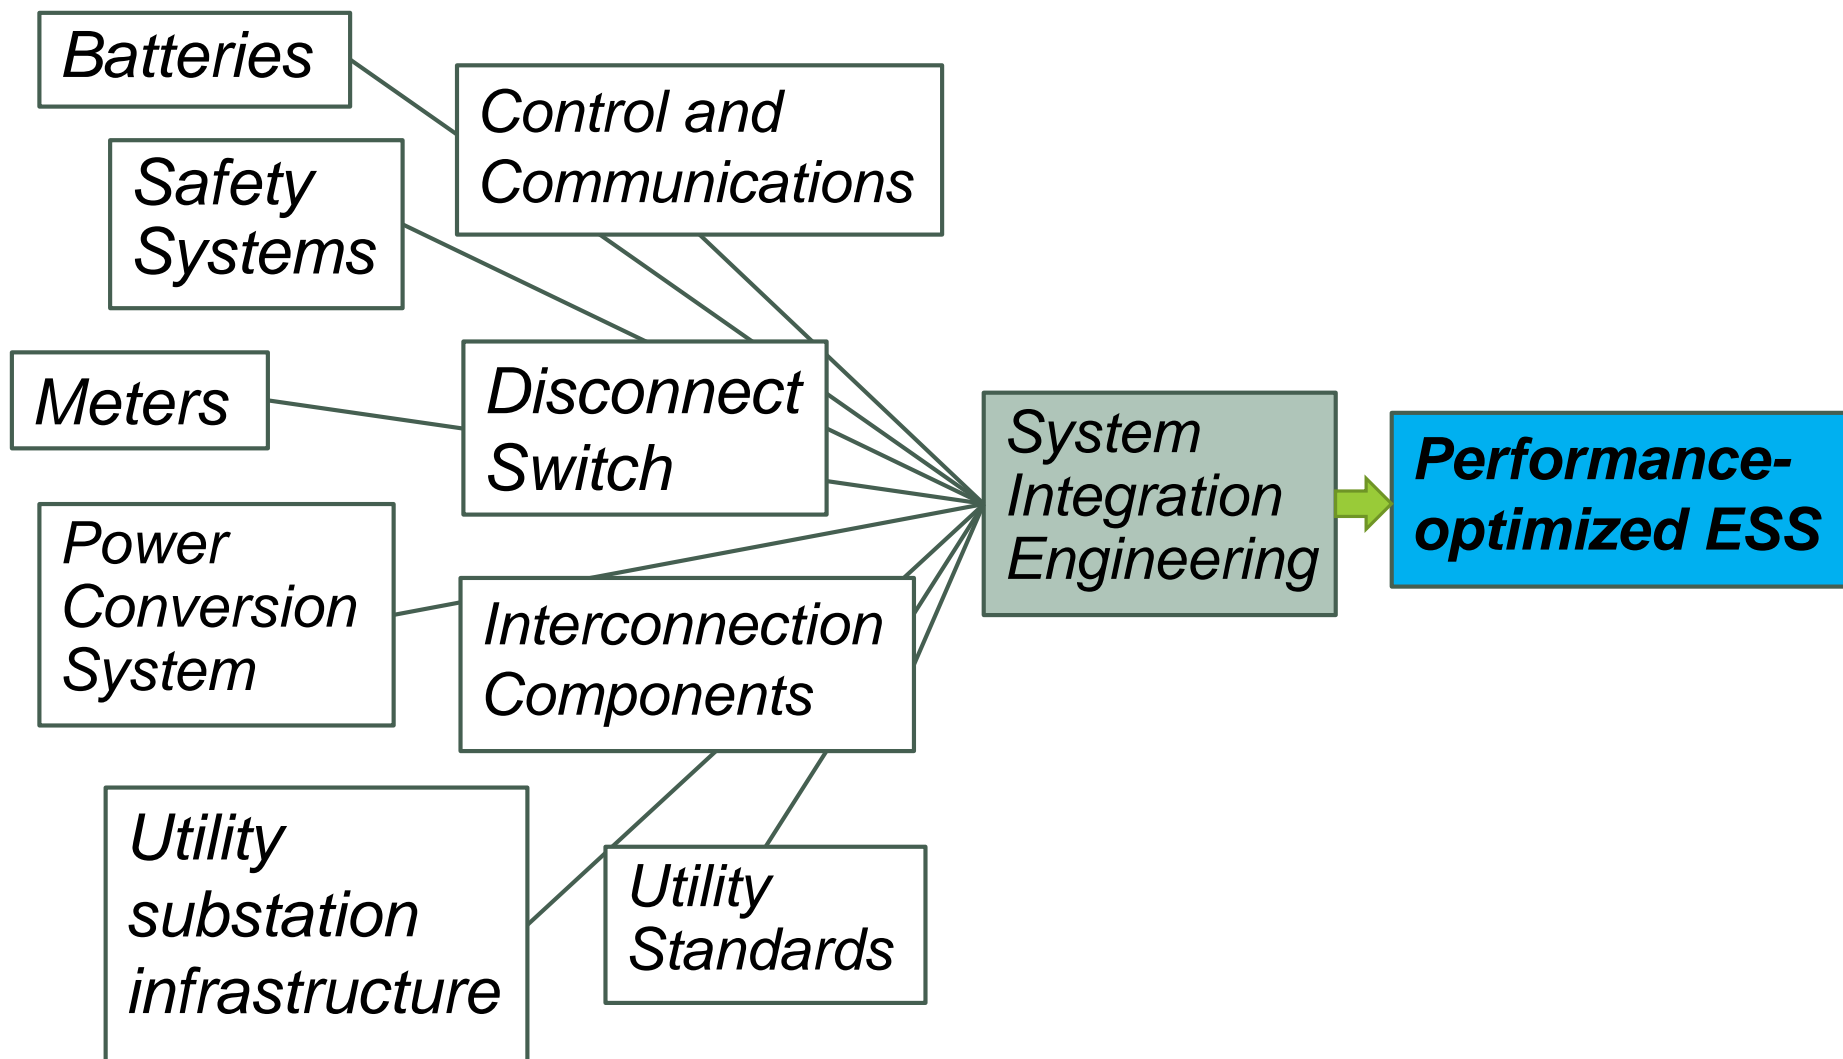 Batteries
Control and
Communications
Safety
Systems
Meters
Disconnect
Switch
Power
Conversion
System
Interconnection
Components
Utility
substation
infrastructure
Utility
Standards
System
Integration
Engineering
Performance-
optimized ESS